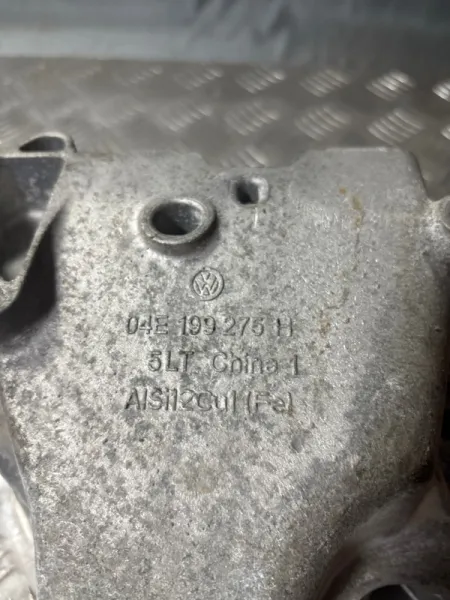 04E 199 275 H
5LT China 1
AlSi12Cu1(Fe)